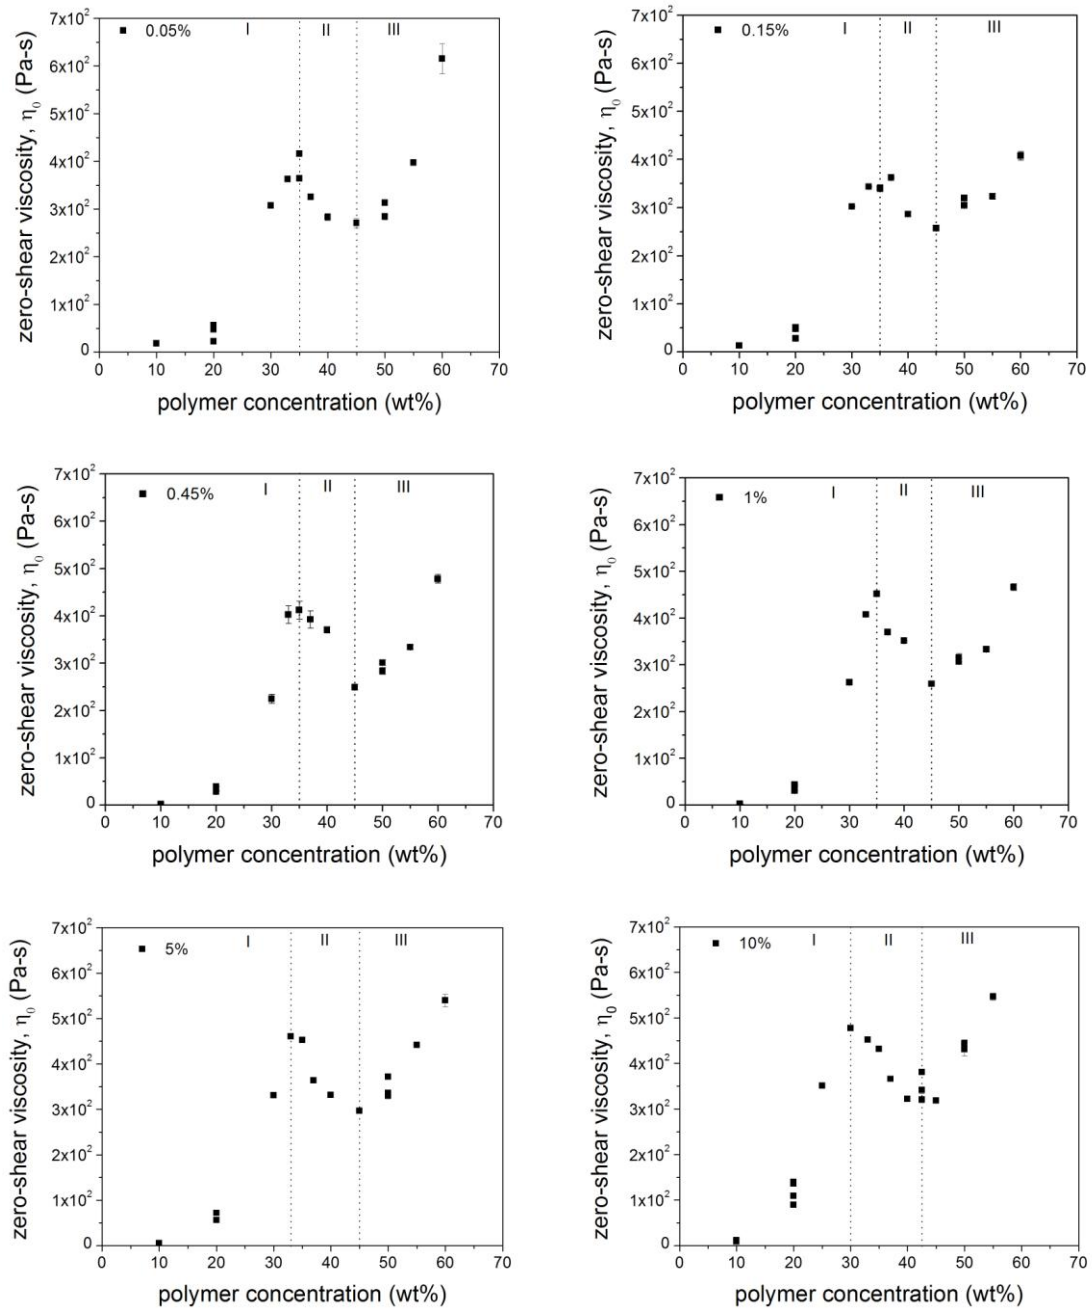 7x10²
6x10²
5x10²
4x10²
3x10²
2x10²
1x10²
0
zero-shear viscosity, η₀ (Pa-s)
0.05%
I II III
0 10 20 30 40 50 60 70
polymer concentration (wt%)
7x10²
6x10²
5x10²
4x10²
3x10²
2x10²
1x10²
0
zero-shear viscosity, η₀ (Pa-s)
0.15%
I II III
0 10 20 30 40 50 60 70
polymer concentration (wt%)
7x10²
6x10²
5x10²
4x10²
3x10²
2x10²
1x10²
0
zero-shear viscosity, η₀ (Pa-s)
0.45%
I II III
0 10 20 30 40 50 60 70
polymer concentration (wt%)
7x10²
6x10²
5x10²
4x10²
3x10²
2x10²
1x10²
0
zero-shear viscosity, η₀ (Pa-s)
1%
I II III
0 10 20 30 40 50 60 70
polymer concentration (wt%)
7x10²
6x10²
5x10²
4x10²
3x10²
2x10²
1x10²
0
zero-shear viscosity, η₀ (Pa-s)
5%
I II III
0 10 20 30 40 50 60 70
polymer concentration (wt%)
7x10²
6x10²
5x10²
4x10²
3x10²
2x10²
1x10²
0
zero-shear viscosity, η₀ (Pa-s)
10%
I II III
0 10 20 30 40 50 60 70
polymer concentration (wt%)